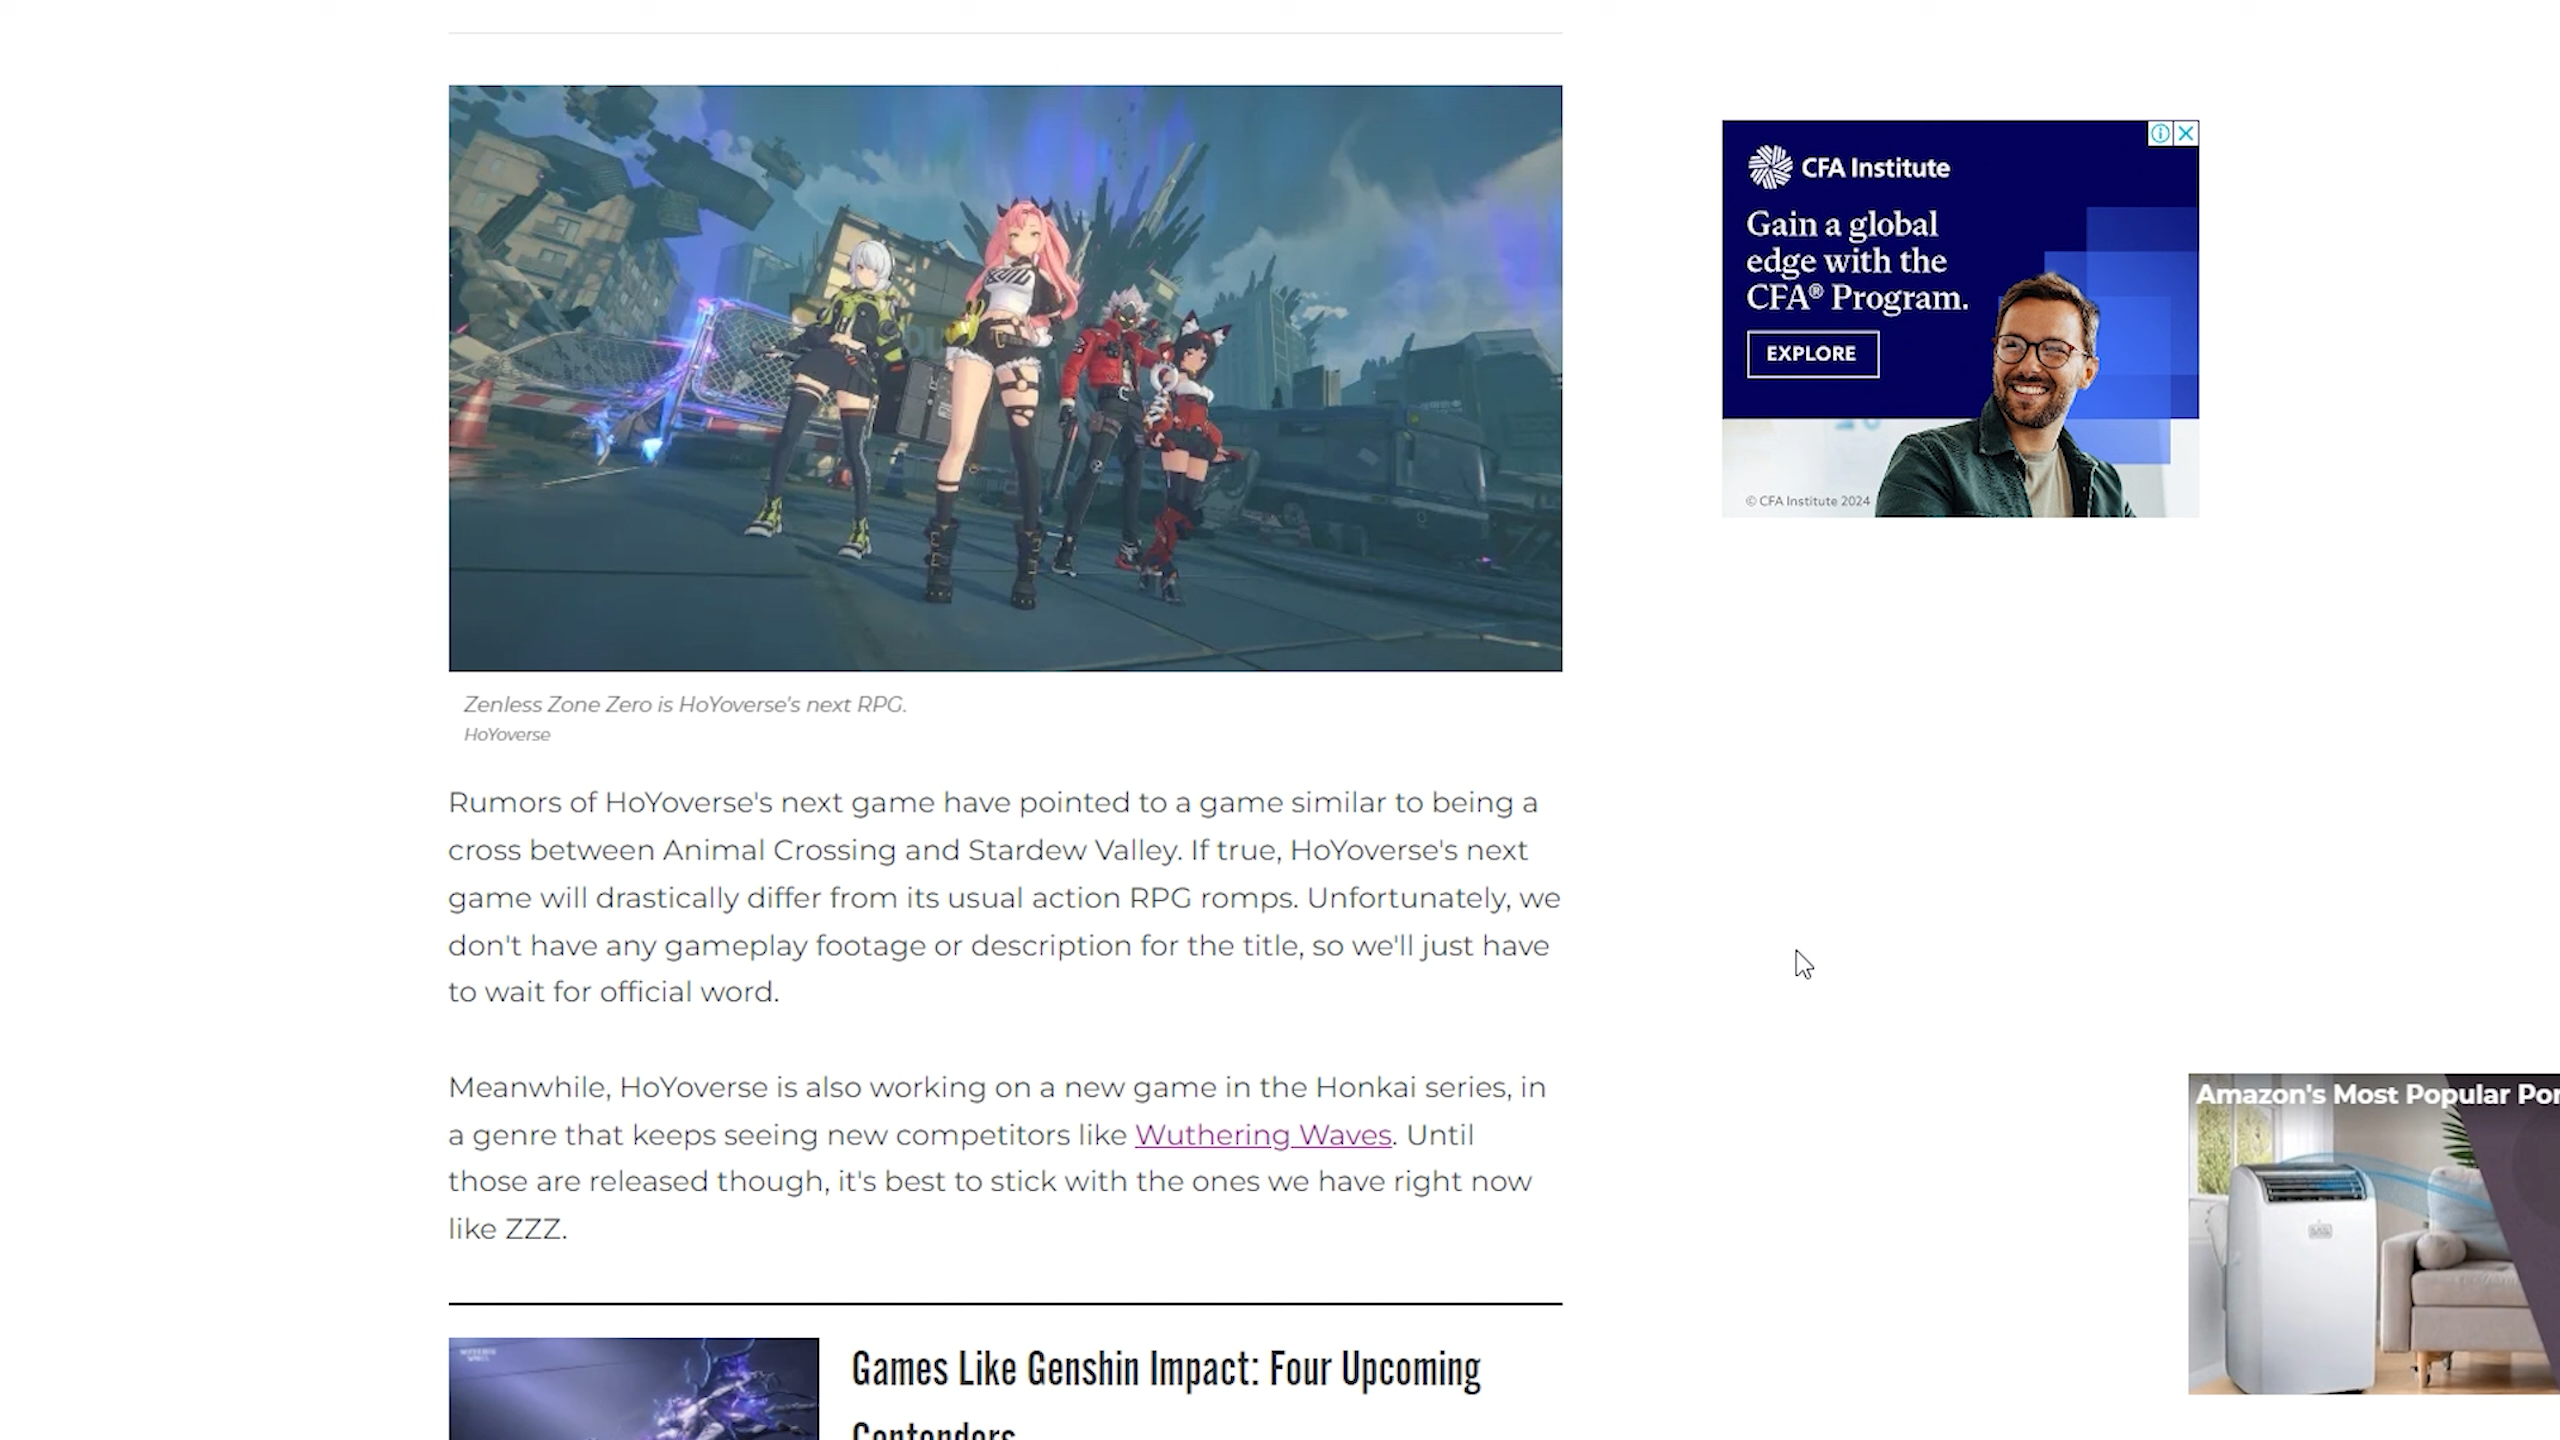 CFA Institute
Gain a global
edge with the
CFA® Program.
EXPLORE
© CFA Institute 2024
Zenless Zone Zero is HoYoverse's next RPG.
HoYoverse
Rumors of HoYoverse's next game have pointed to a game similar to being a
cross between Animal Crossing and Stardew Valley. If true, HoYoverse's next
game will drastically differ from its usual action RPG romps. Unfortunately, we
don't have any gameplay footage or description for the title, so we'll just have
to wait for official word.
Meanwhile, HoYoverse is also working on a new game in the Honkai series, in
a genre that keeps seeing new competitors like Wuthering Waves. Until
those are released though, it's best to stick with the ones we have right now
like ZZZ.
Amazon's Most Popular Por
Games Like Genshin Impact: Four Upcoming
Contenders